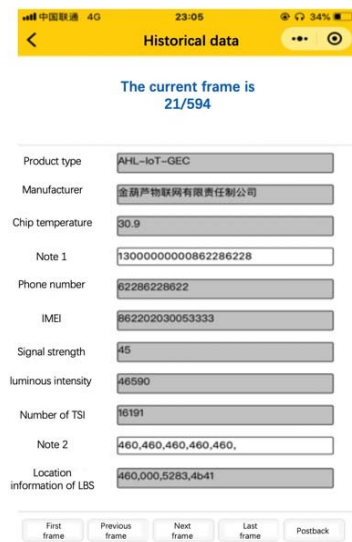 中国联通 4G 23:05 34%
Historical data
The current frame is
21/594
Product type AHL-IoT-GEC
Manufacturer 金葫芦物联网有限责任制公司
Chip temperature 30.9
Note 1 13000000000862286228
Phone number 62286228622
IMEI 862202030053333
Signal strength 45
luminous intensity 46590
Number of TSI 16191
Note 2 460,460,460,460,460,
Location
information of LBS 460,000,5283,4b41
First
frame
Previous
frame
Next
frame
Last
frame
Postback